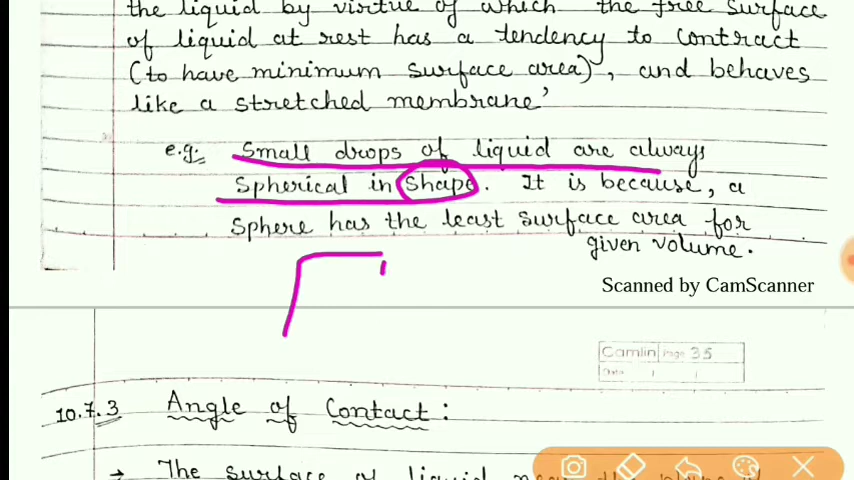 the liquid by virtue of which the free surface
of liquid at rest has a tendency to contract
(to have minimum surface area), and behaves
like a stretched membrane'
e.g:- Small drops of liquid are always
Spherical in shape. It is because, a
Sphere has the least surface area for
given volume.
Scanned by CamScanner
Camlin Page 35
Date / /
10.7.3 Angle of Contact:
→ The surface of liquid near the